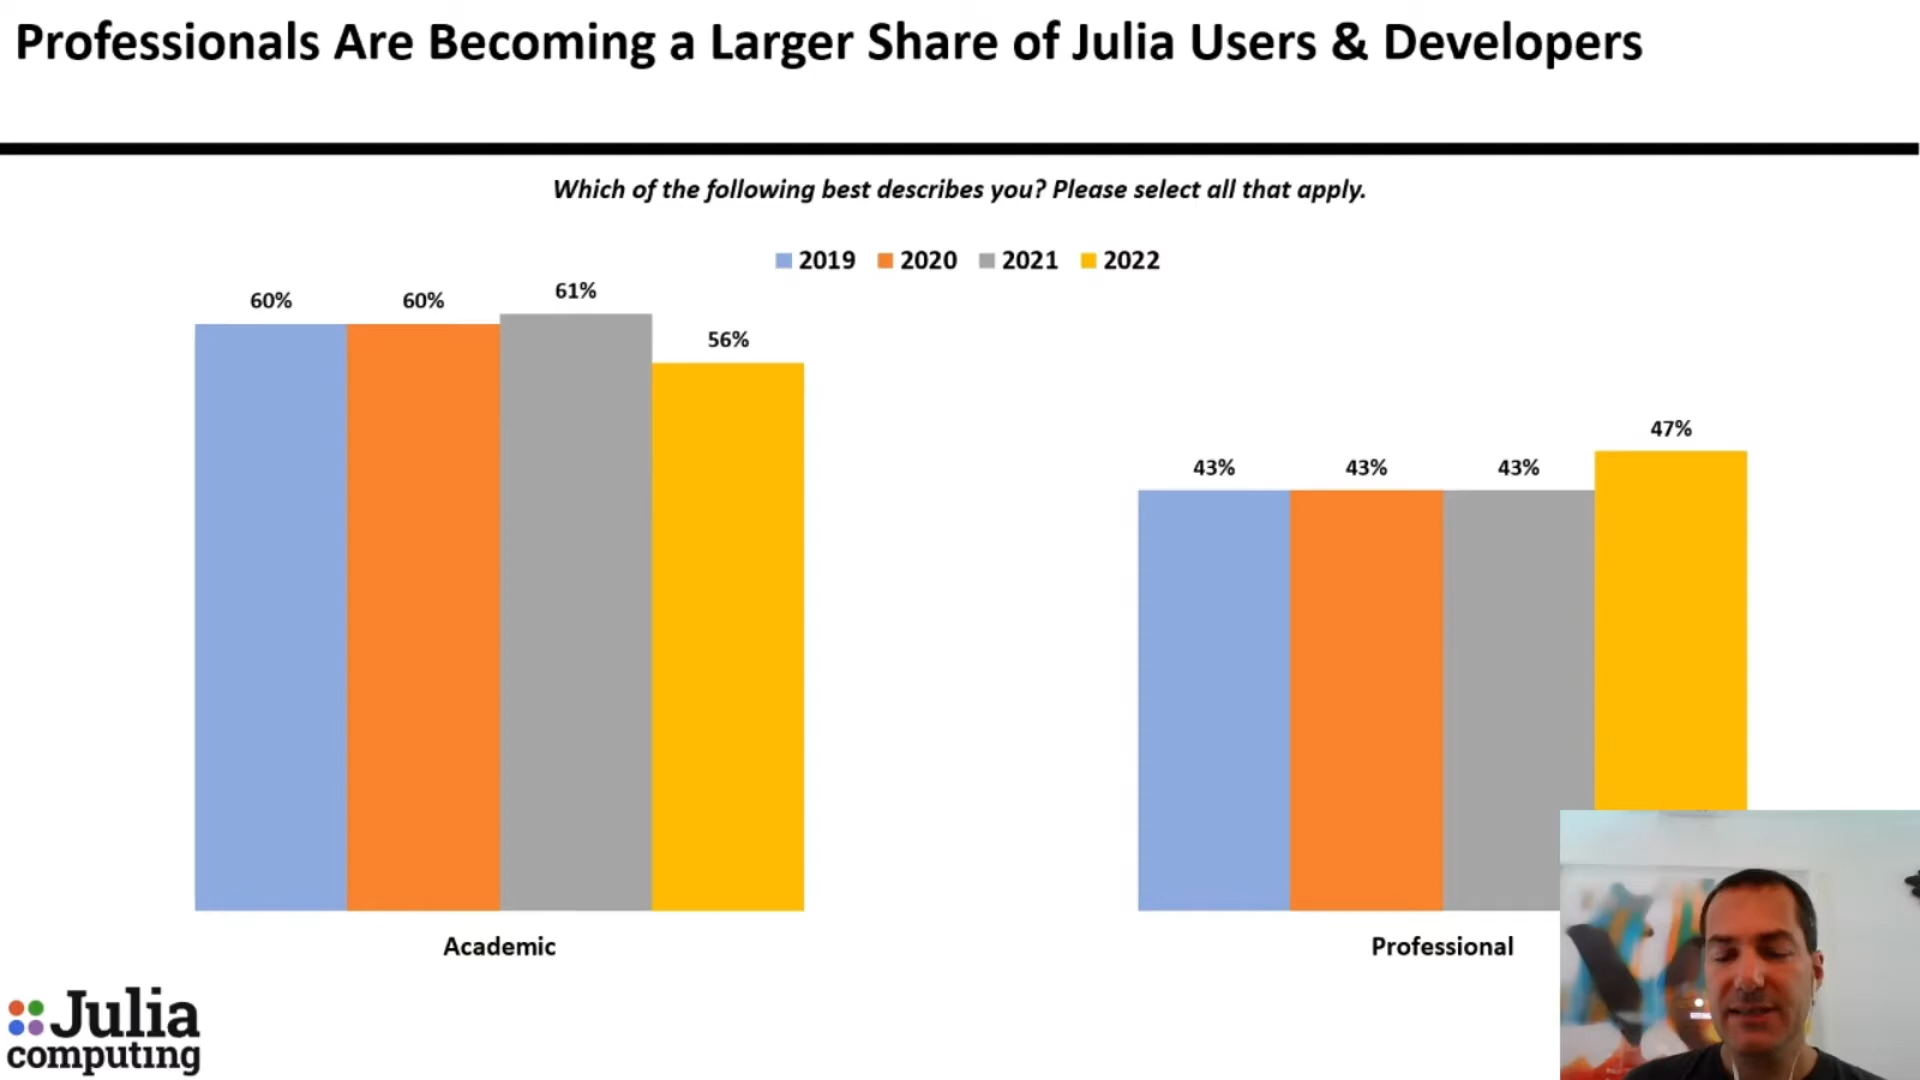 Professionals Are Becoming a Larger Share of Julia Users & Developers
Which of the following best describes you? Please select all that apply.
2019 2020 2021 2022
60% 60% 61% 56%
43% 43% 43% 47%
Academic Professional
Julia
computing